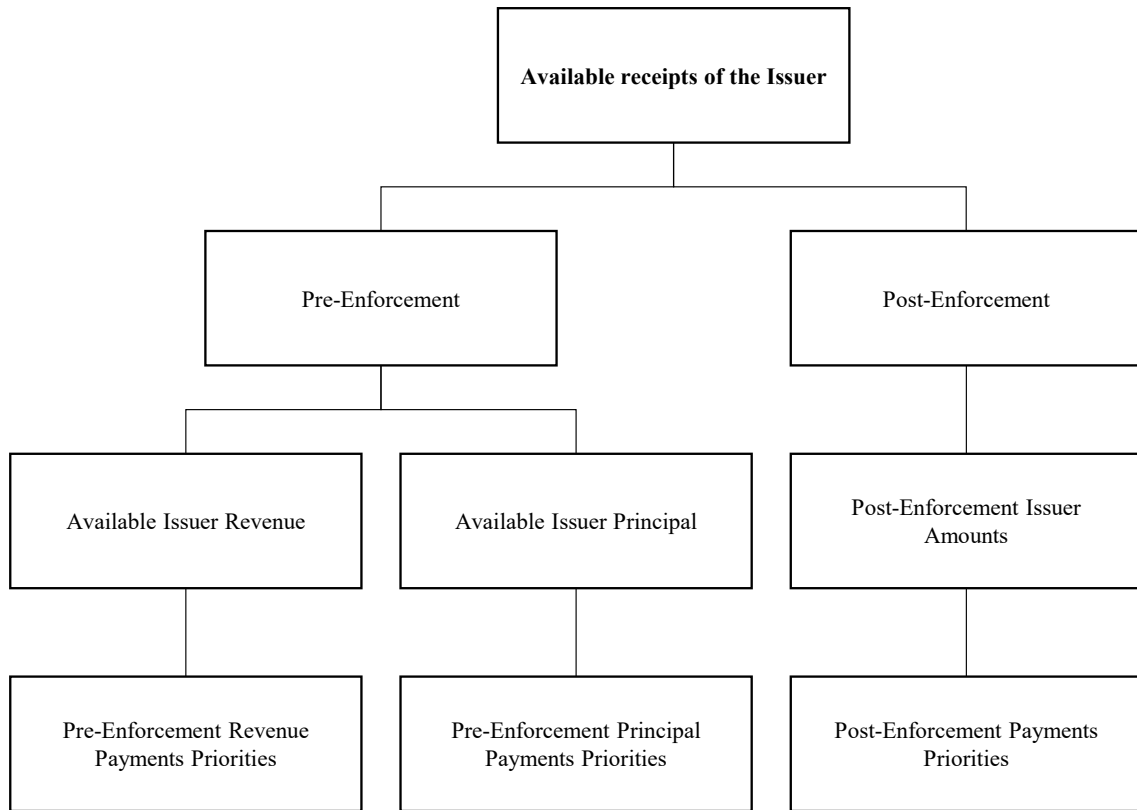 Available receipts of the Issuer
Pre-Enforcement
Post-Enforcement
Available Issuer Revenue
Available Issuer Principal
Post-Enforcement Issuer
Amounts
Pre-Enforcement Revenue
Payments Priorities
Pre-Enforcement Principal
Payments Priorities
Post-Enforcement Payments
Priorities